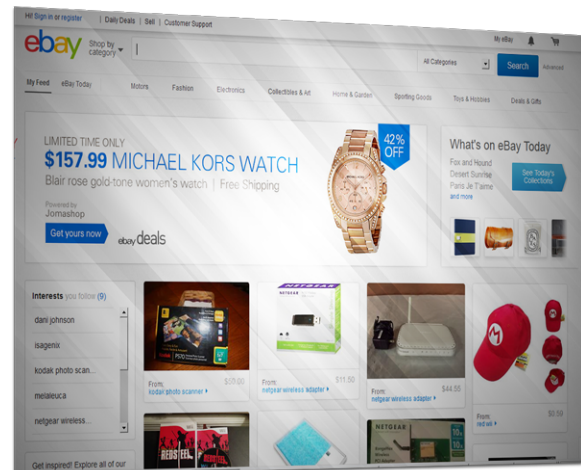 Hi! Sign in or register | Daily Deals | Sell | Customer Support
My eBay
ebay
Shop by
category
All Categories
Search
Advanced
My Feed
eBay Today
Motors
Fashion
Electronics
Collectibles & Art
Home & Garden
Sporting Goods
Toys & Hobbies
Deals & Gifts
LIMITED TIME ONLY
$157.99 MICHAEL KORS WATCH
Blair rose gold-tone women's watch | Free Shipping
Powered by
Jomashop
Get yours now
ebay deals
42%
OFF
What's on eBay Today
Fox and Hound
Desert Sunrise
Paris Je T'aime
and more
See Today's
Collections
Interests you follow (9)
dani johnson
isagenix
kodak photo scan...
melaleuca
netgear wireless...
Get inspired! Explore all of our
From:
kodak photo scanner
NETGEAR
From:
netgear wireless adapter
$11.50
From:
netgear wireless adapter
$44.55
M
From:
red wii
$0.59
NETGEAR